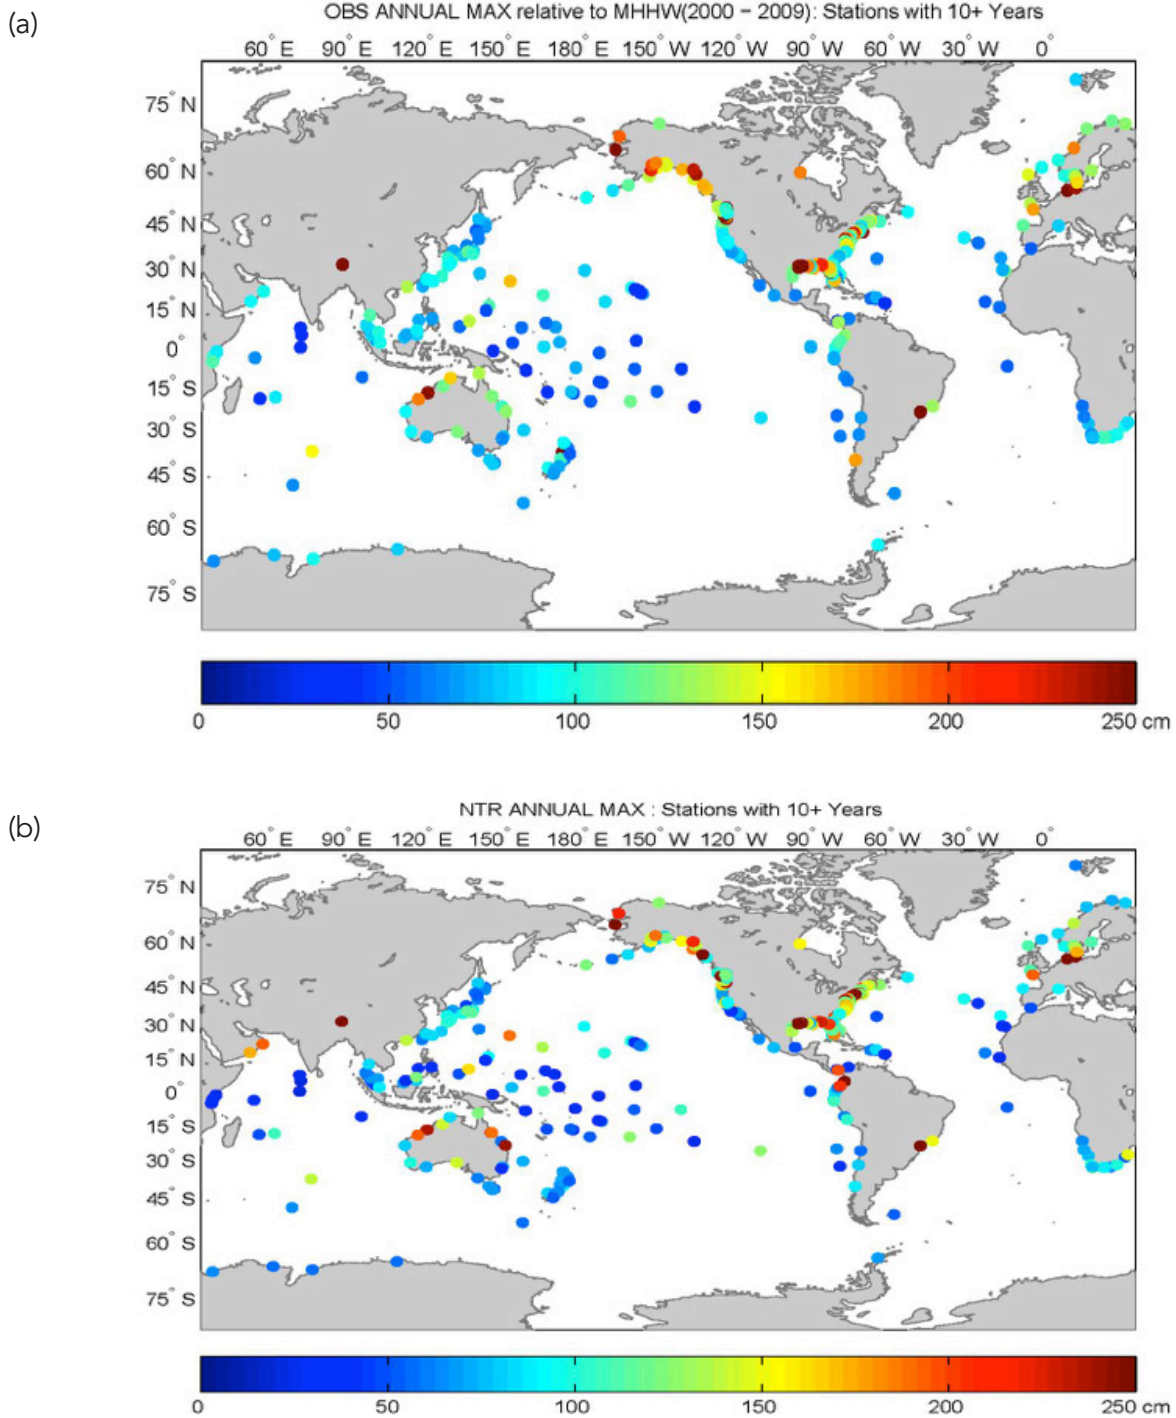 (a)
OBS ANNUAL MAX relative to MHHW(2000 − 2009): Stations with 10+ Years
60° E 90° E 120° E 150° E 180° E 150° W 120° W 90° W 60° W 30° W 0°
75° N
60° N
45° N
30° N
15° N
0°
15° S
30° S
45° S
60° S
75° S
0 50 100 150 200 250 cm
(b)
NTR ANNUAL MAX : Stations with 10+ Years
60° E 90° E 120° E 150° E 180° E 150° W 120° W 90° W 60° W 30° W 0°
75° N
60° N
45° N
30° N
15° N
0°
15° S
30° S
45° S
60° S
75° S
0 50 100 150 200 250 cm